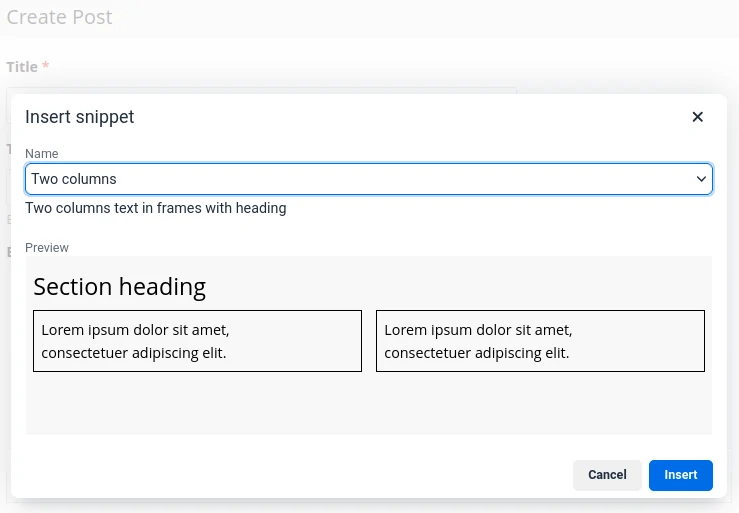 Create Post
Title *
Insert snippet
Name
Two columns
Two columns text in frames with heading
Preview
Section heading
Lorem ipsum dolor sit amet,
consectetuer adipiscing elit.
Lorem ipsum dolor sit amet,
consectetuer adipiscing elit.
Cancel
Insert